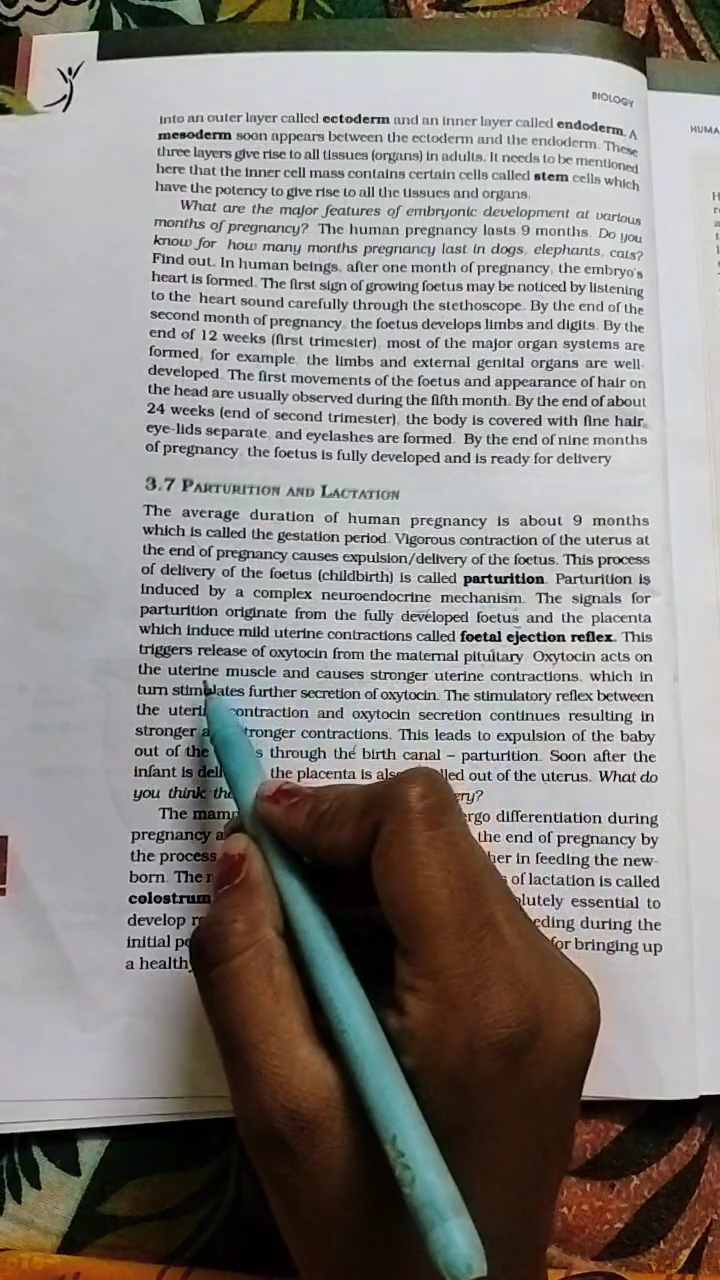 BIOLOGY
into an outer layer called ectoderm and an inner layer called endoderm. A
mesoderm soon appears between the ectoderm and the endoderm. These
three layers give rise to all tissues (organs) in adults. It needs to be mentioned
here that the inner cell mass contains certain cells called stem cells which
have the potency to give rise to all the tissues and organs.
What are the major features of embryonic development at various
months of pregnancy? The human pregnancy lasts 9 months. Do you
know for how many months pregnancy last in dogs, elephants, cats?
Find out. In human beings, after one month of pregnancy, the embryo's
heart is formed. The first sign of growing foetus may be noticed by listening
to the heart sound carefully through the stethoscope. By the end of the
second month of pregnancy, the foetus develops limbs and digits. By the
end of 12 weeks (first trimester), most of the major organ systems are
formed, for example, the limbs and external genital organs are well-
developed. The first movements of the foetus and appearance of hair on
the head are usually observed during the fifth month. By the end of about
24 weeks (end of second trimester), the body is covered with fine hair,
eye-lids separate, and eyelashes are formed. By the end of nine months
of pregnancy, the foetus is fully developed and is ready for delivery.
3.7 PARTURITION AND LACTATION
The average duration of human pregnancy is about 9 months
which is called the gestation period. Vigorous contraction of the uterus at
the end of pregnancy causes expulsion/delivery of the foetus. This process
of delivery of the foetus (childbirth) is called parturition. Parturition is
induced by a complex neuroendocrine mechanism. The signals for
parturition originate from the fully developed foetus and the placenta
which induce mild uterine contractions called foetal ejection reflex. This
triggers release of oxytocin from the maternal pituitary. Oxytocin acts on
the uterine muscle and causes stronger uterine contractions, which in
turn stimulates further secretion of oxytocin. The stimulatory reflex between
the contraction and oxytocin secretion continues resulting in
stronger stronger contractions. This leads to expulsion of the baby
out of the through the birth canal – parturition. Soon after the
infant is the placenta is also out of the uterus. What do
you think
The differentiation during
pregnancy the end of pregnancy by
the process in feeding the new-
born. The of lactation is called
colostrum essential to
develop during the
initial for bringing up
a healthy
HUMA